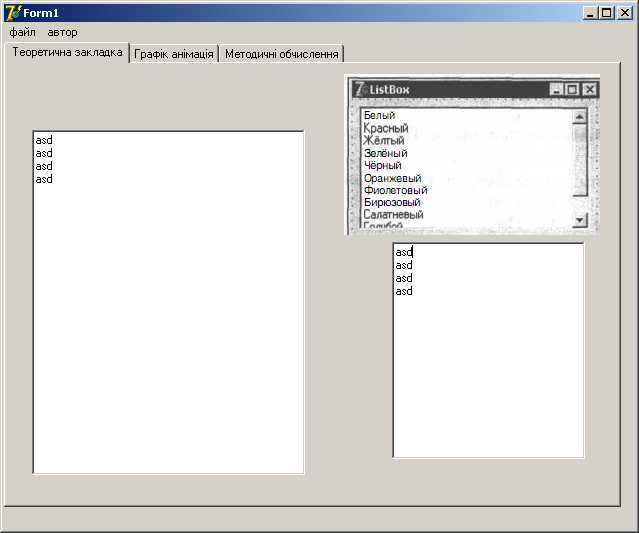 Form1
файл автор
Теоретична закладка Графік анімація Методичні обчислення
asd
asd
asd
asd
ListBox
Белый
Красный
Жёлтый
Зелёный
Чёрный
Оранжевый
Фиолетовый
Бирюзовый
Салатневый
Голубой
asd
asd
asd
asd